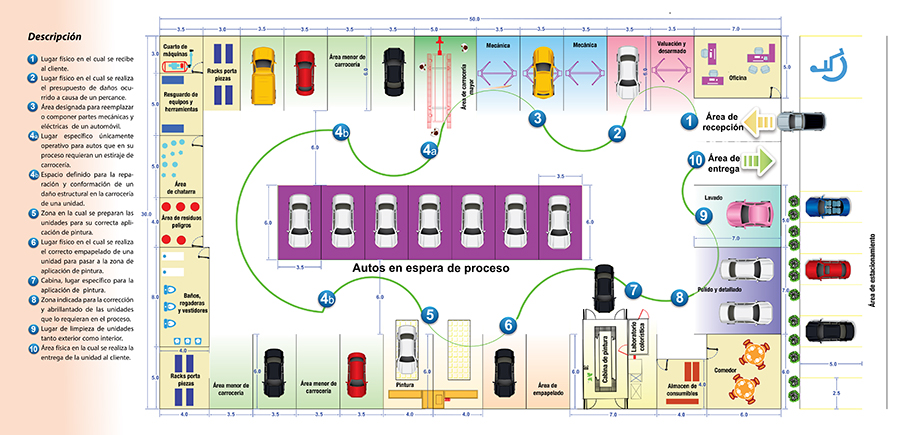 Descripción
1 Lugar físico en el cual se recibe
al cliente.
2 Lugar físico en el cual se realiza
el presupuesto de daños ocu-
rrido a causa de un percance.
3 Área designada para reemplazar
o componer partes mecánicas y
eléctricas de un automóvil.
4a Lugar específico únicamente
operativo para autos que en su
proceso requieran un estiraje de
carrocería.
4b Espacio definido para la repa-
ración y conformación de un
daño estructural en la carrocería
de una unidad.
5 Zona en la cual se preparan las
unidades para su correcta apli-
cación de pintura.
6 Lugar físico en el cual se realiza
el correcto empapelado de una
unidad para pasar a la zona de
aplicación de pintura.
7 Cabina, lugar específico para la
aplicación de pintura.
8 Zona indicada para la corrección
y abrillantado de las unidades
que lo requieran en el proceso.
9 Lugar de limpieza de unidades
tanto exterior como interior.
10 Área física en la cual se realiza la
entrega de la unidad al cliente.
50.0
4.0 3.5 3.5 3.5 3.5 5.0 3.5 3.5 3.5 3.5 7.0
Cuarto de
máquinas
Resguardo de
equipos y
herramientas
Área
de chatarra
Área de residuos
peligros
Baños,
regaderas
y vestidores
Racks porta
piezas
Racks porta
piezas
Área menor de
carrocería
Área de carrocería
mayor
Mecánica
Mecánica
Valuación y
desarmado
Oficina
Área de
recepción
Área de
entrega
Lavado
Pulido y detallado
Comedor
Almacen de
consumibles
Laboratorio
colorística
Cabina de pintura
Área de
empapelado
Pintura
Área menor de
carrocería
Área menor de
carrocería
Autos en espera de proceso
Área de estacionamiento
1
2
3
4a
4b
4b
5
6
7
8
9
10
30.0
3.5
3.5
6.0
6.0
7.0
2.5